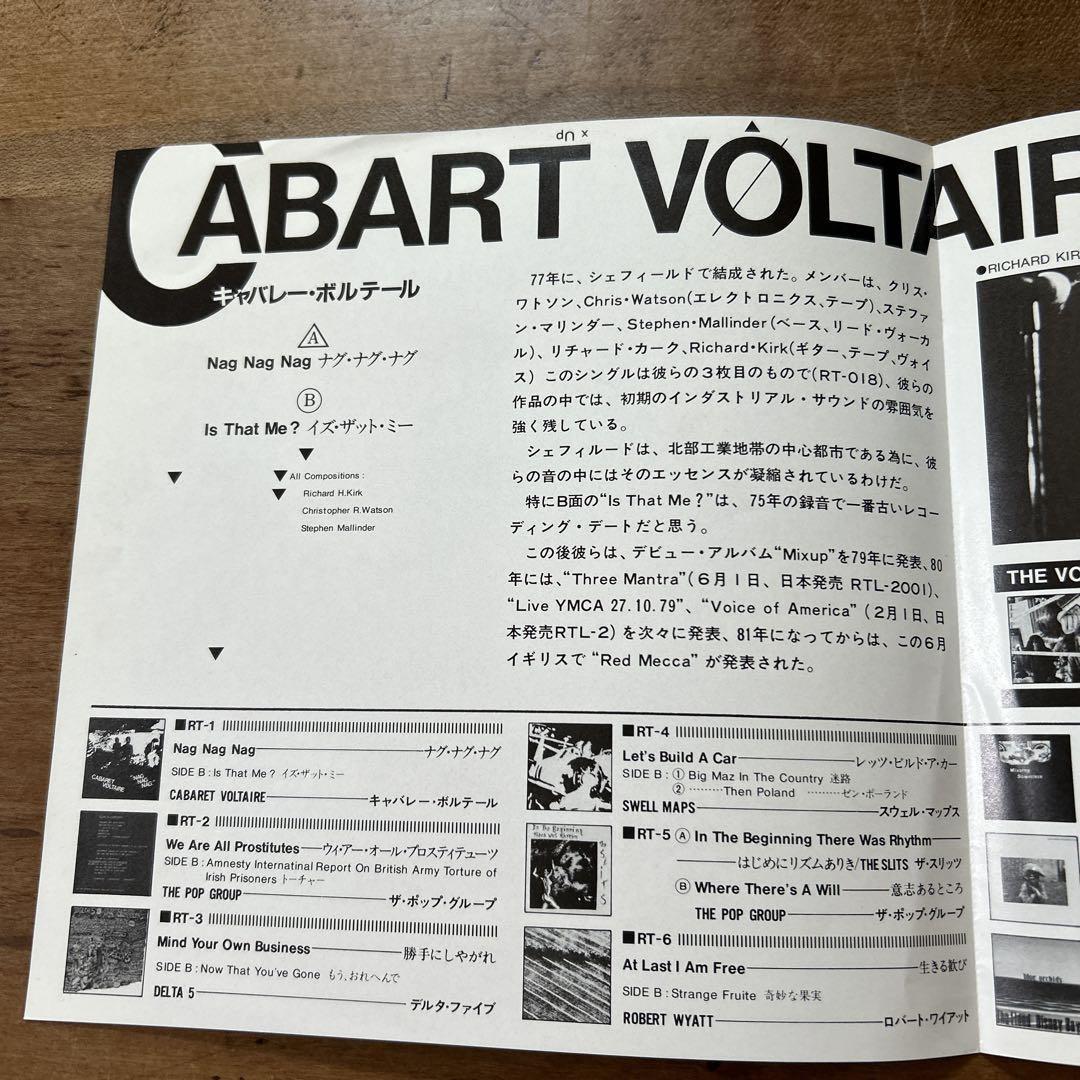 x Up
CABART VOLTAIR
キャバレー・ボルテール
A
Nag Nag Nag ナグ・ナグ・ナグ
B
Is That Me? イズ・ザット・ミー
All Compositions :
Richard H.Kirk
Christopher R.Watson
Stephen Mallinder
77年に、シェフィールドで結成された。メンバーは、クリス・
ワトソン、Chris・Watson(エレクトロニクス、テープ)、ステファ
ン・マリンダー、Stephen・Mallinder(ベース、リード・ヴォーカ
ル)、リチャード・カーク、Richard・Kirk(ギター、テープ、ヴォイ
ス) このシングルは彼らの3枚目のもので(RT-018)、彼らの
作品の中では、初期のインダストリアル・サウンドの雰囲気を
強く残している。
シェフィルードは、北部工業地帯の中心都市である為に、彼
らの音の中にはそのエッセンスが凝縮されているわけだ。
特にB面の“Is That Me?”は、75年の録音で一番古いレコー
ディング・デートだと思う。
この後彼らは、デビュー・アルバム“Mixup”を79年に発表、80
年には、“Three Mantra”(6月1日、日本発売 RTL-2001)、
“Live YMCA 27.10.79”、“Voice of America” (2月1日、日
本発売RTL-2) を次々に発表、81年になってからは、この6月
イギリスで “Red Mecca” が発表された。
●RICHARD KIR
THE VO
■RT-1
Nag Nag Nag ナグ・ナグ・ナグ
SIDE B : Is That Me? イズ・ザット・ミー
CABARET VOLTAIRE キャバレー・ボルテール
CABARET VOLTAIRE
NAG NAG NAG
■RT-2
We Are All Prostitutes ウィ・アー・オール・プロスティテューツ
SIDE B : Amnesty Internatinal Report On British Army Torture of
Irish Prisoners トーチャー
THE POP GROUP ザ・ポップ・グループ
■RT-3
Mind Your Own Business 勝手にしやがれ
SIDE B : Now That You've Gone もう、おれへんで
DELTA 5 デルタ・ファイブ
■RT-4
Let's Build A Car レッツ・ビルド・ア・カー
SIDE B : ① Big Maz In The Country 迷路
② ………Then Poland ………ゼン・ポーランド
SWELL MAPS スウェル・マップス
■RT-5 Ⓐ In The Beginning There Was Rhythm
はじめにリズムありき/THE SLITS ザ・スリッツ
Ⓑ Where There's A Will 意志あるところ
THE POP GROUP ザ・ポップ・グループ
In The Beginning
There Was Rhythm
SLITS
■RT-6
At Last I Am Free 生きる歓び
SIDE B : Strange Fruite 奇妙な果実
ROBERT WYATT ロバート・ワイアット
blue orchids